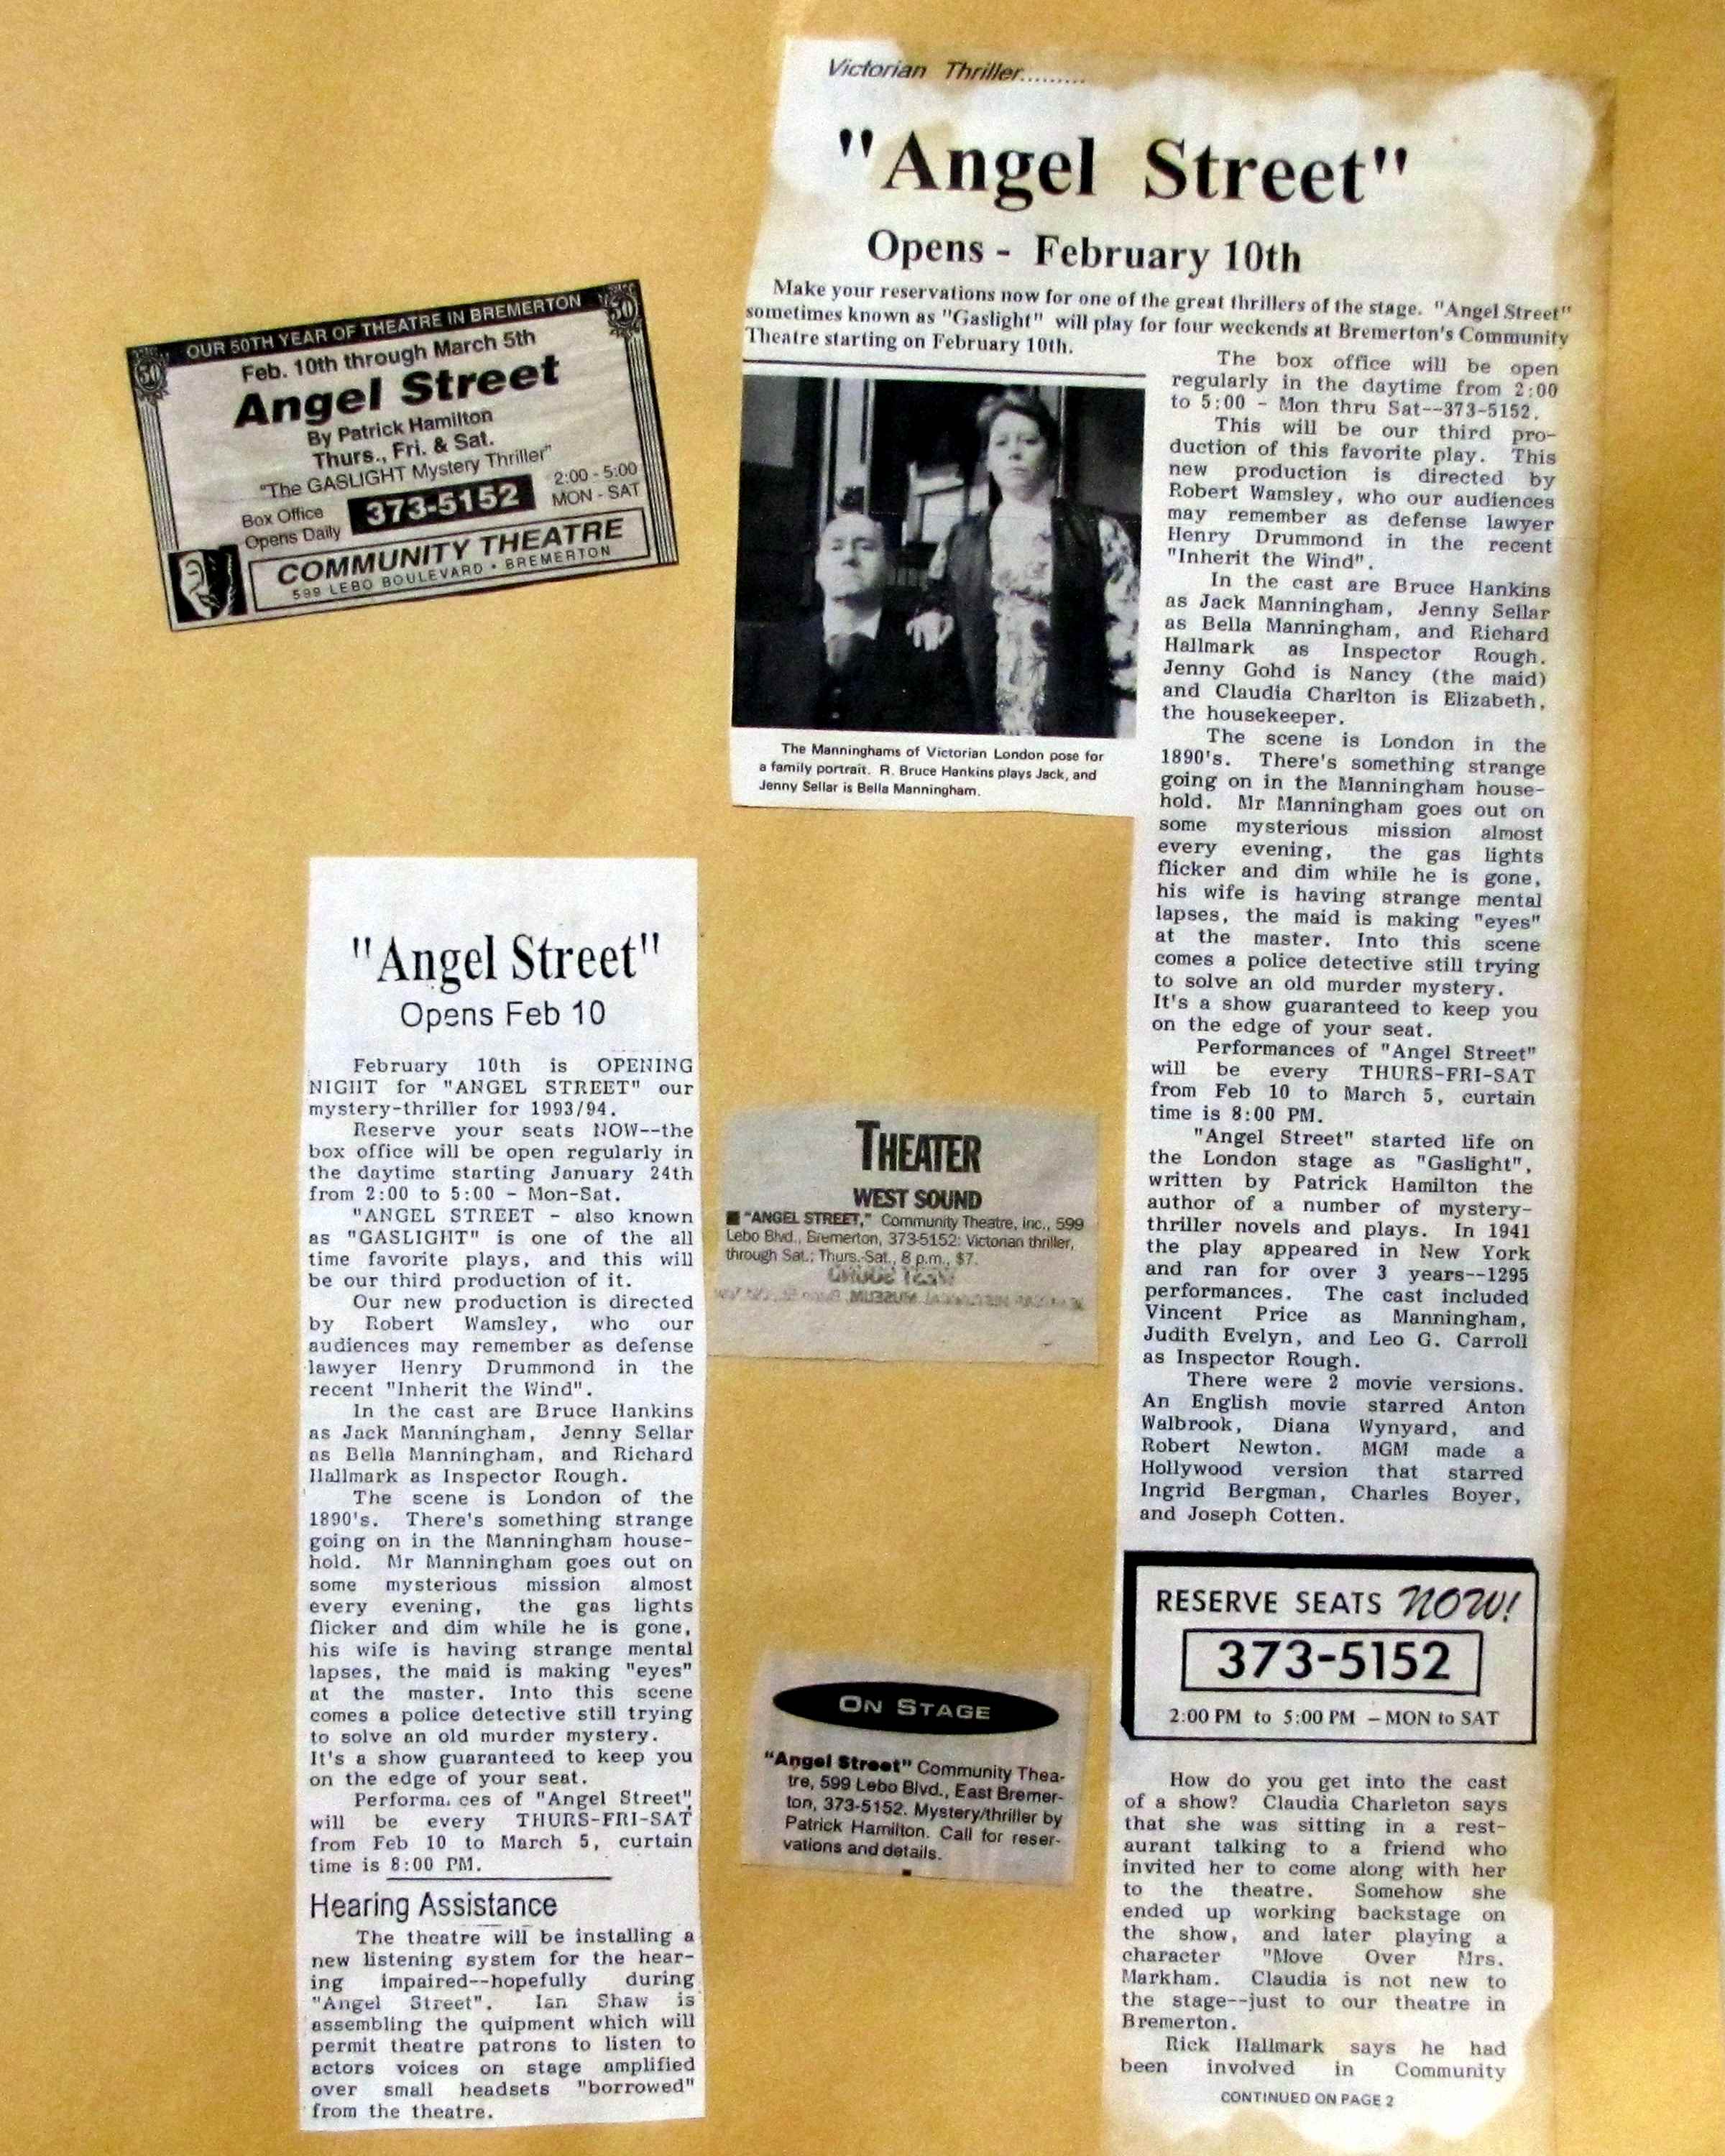 OUR 50TH YEAR OF THEATRE IN BREMERTON
50
50
Feb. 10th through March 5th
Angel Street
By Patrick Hamilton
Thurs., Fri. & Sat.
"The GASLIGHT Mystery Thriller"
Box Office
Opens Daily
373-5152
2:00 - 5:00
MON - SAT
COMMUNITY THEATRE
599 LEBO BOULEVARD • BREMERTON
"Angel Street"
Opens Feb 10
February 10th is OPENING
NIGHT for "ANGEL STREET" our
mystery-thriller for 1993/94.
Reserve your seats NOW--the
box office will be open regularly in
the daytime starting January 24th
from 2:00 to 5:00 - Mon-Sat.
"ANGEL STREET - also known
as "GASLIGHT" is one of the all
time favorite plays, and this will
be our third production of it.
Our new production is directed
by Robert Wamsley, who our
audiences may remember as defense
lawyer Henry Drummond in the
recent "Inherit the Wind".
In the cast are Bruce Hankins
as Jack Manningham, Jenny Sellar
as Bella Manningham, and Richard
Hallmark as Inspector Rough.
The scene is London of the
1890's. There's something strange
going on in the Manningham house-
hold. Mr Manningham goes out on
some mysterious mission almost
every evening, the gas lights
flicker and dim while he is gone,
his wife is having strange mental
lapses, the maid is making "eyes"
at the master. Into this scene
comes a police detective still trying
to solve an old murder mystery.
It's a show guaranteed to keep you
on the edge of your seat.
Performa ces of "Angel Street"
will be every THURS-FRI-SAT
from Feb 10 to March 5, curtain
time is 8:00 PM.
Hearing Assistance
The theatre will be installing a
new listening system for the hear-
ing impaired--hopefully during
"Angel Street". Ian Shaw is
assembling the quipment which will
permit theatre patrons to listen to
actors voices on stage amplified
over small headsets "borrowed"
from the theatre.
Victorian Thriller.........
"Angel Street"
Opens - February 10th
Make your reservations now for one of the great thrillers of the stage. "Angel Street"
sometimes known as "Gaslight" will play for four weekends at Bremerton's Community
Theatre starting on February 10th.
The Manninghams of Victorian London pose for
a family portrait. R. Bruce Hankins plays Jack, and
Jenny Sellar is Bella Manningham.
The box office will be open
regularly in the daytime from 2:00
to 5:00 - Mon thru Sat--373-5152.
This will be our third pro-
duction of this favorite play. This
new production is directed by
Robert Wamsley, who our audiences
may remember as defense lawyer
Henry Drummond in the recent
"Inherit the Wind".
In the cast are Bruce Hankins
as Jack Manningham, Jenny Sellar
as Bella Manningham, and Richard
Hallmark as Inspector Rough.
Jenny Gohd is Nancy (the maid)
and Claudia Charlton is Elizabeth,
the housekeeper.
The scene is London in the
1890's. There's something strange
going on in the Manningham house-
hold. Mr Manningham goes out on
some mysterious mission almost
every evening, the gas lights
flicker and dim while he is gone,
his wife is having strange mental
lapses, the maid is making "eyes"
at the master. Into this scene
comes a police detective still trying
to solve an old murder mystery.
It's a show guaranteed to keep you
on the edge of your seat.
Performances of "Angel Street"
will be every THURS-FRI-SAT
from Feb 10 to March 5, curtain
time is 8:00 PM.
"Angel Street" started life on
the London stage as "Gaslight",
written by Patrick Hamilton the
author of a number of mystery-
thriller novels and plays. In 1941
the play appeared in New York
and ran for over 3 years--1295
performances. The cast included
Vincent Price as Manningham,
Judith Evelyn, and Leo G. Carroll
as Inspector Rough.
There were 2 movie versions.
An English movie starred Anton
Walbrook, Diana Wynyard, and
Robert Newton. MGM made a
Hollywood version that starred
Ingrid Bergman, Charles Boyer,
and Joseph Cotten.
RESERVE SEATS NOW!
373-5152
2:00 PM to 5:00 PM – MON to SAT
How do you get into the cast
of a show? Claudia Charleton says
that she was sitting in a rest-
aurant talking to a friend who
invited her to come along with her
to the theatre. Somehow she
ended up working backstage on
the show, and later playing a
character "Move Over Mrs.
Markham. Claudia is not new to
the stage--just to our theatre in
Bremerton.
Rick Hallmark says he had
been involved in Community
CONTINUED ON PAGE 2
THEATER
WEST SOUND
■ "ANGEL STREET," Community Theatre, Inc., 599
Lebo Blvd., Bremerton, 373-5152: Victorian thriller,
through Sat.; Thurs.-Sat., 8 p.m., $7.
ON STAGE
"Angel Street" Community Thea-
tre, 599 Lebo Blvd., East Bremer-
ton, 373-5152. Mystery/thriller by
Patrick Hamilton. Call for reser-
vations and details.